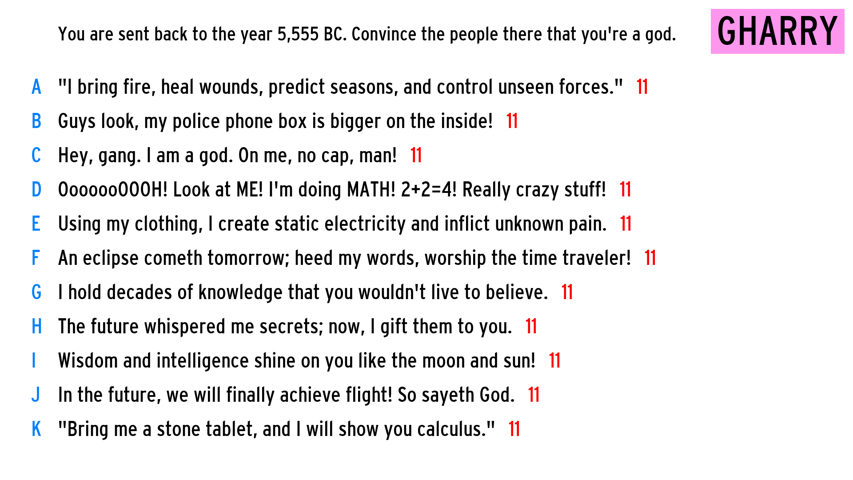 You are sent back to the year 5,555 BC. Convince the people there that you're a god.
GHARRY
A "I bring fire, heal wounds, predict seasons, and control unseen forces." 11
B Guys look, my police phone box is bigger on the inside! 11
C Hey, gang. I am a god. On me, no cap, man! 11
D OoooooOOOH! Look at ME! I'm doing MATH! 2+2=4! Really crazy stuff! 11
E Using my clothing, I create static electricity and inflict unknown pain. 11
F An eclipse cometh tomorrow; heed my words, worship the time traveler! 11
G I hold decades of knowledge that you wouldn't live to believe. 11
H The future whispered me secrets; now, I gift them to you. 11
I Wisdom and intelligence shine on you like the moon and sun! 11
J In the future, we will finally achieve flight! So sayeth God. 11
K "Bring me a stone tablet, and I will show you calculus." 11